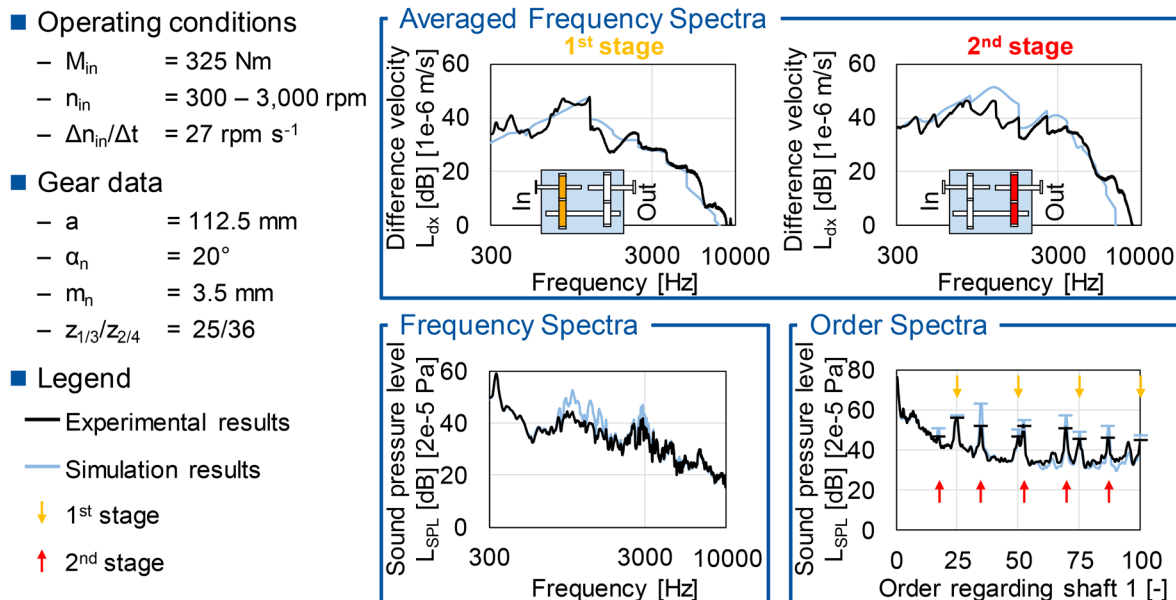 ■ Operating conditions
– M_in = 325 Nm
– n_in = 300 – 3,000 rpm
– Δn_in/Δt = 27 rpm s⁻¹
■ Gear data
– a = 112.5 mm
– α_n = 20°
– m_n = 3.5 mm
– z_1/3/z_2/4 = 25/36
■ Legend
Experimental results
Simulation results
1st stage
2nd stage
Averaged Frequency Spectra
1st stage
Difference velocity
L_dx [dB] [1e-6 m/s]
60
40
20
0
In
Out
300
3000
10000
Frequency [Hz]
2nd stage
Difference velocity
L_dx [dB] [1e-6 m/s]
60
40
20
0
In
Out
300
3000
10000
Frequency [Hz]
Frequency Spectra
Sound pressure level
L_SPL [dB] [2e-5 Pa]
60
40
20
0
300
3000
10000
Frequency [Hz]
Order Spectra
Sound pressure level
L_SPL [dB] [2e-5 Pa]
80
60
40
20
0
0
25
50
75
100
Order regarding shaft 1 [-]